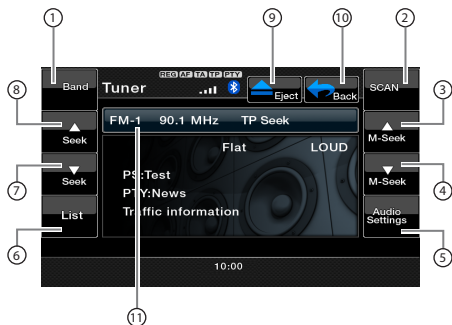 1 9 10 2
REG AF TA TP PTY
Band Tuner Eject Back SCAN
8 3
FM-1 90.1 MHz TP Seek
Seek M-Seek
Flat LOUD
7 4
Seek M-Seek
PS:Test
PTY:News
List Traffic information Audio Settings
6 5
10:00
11